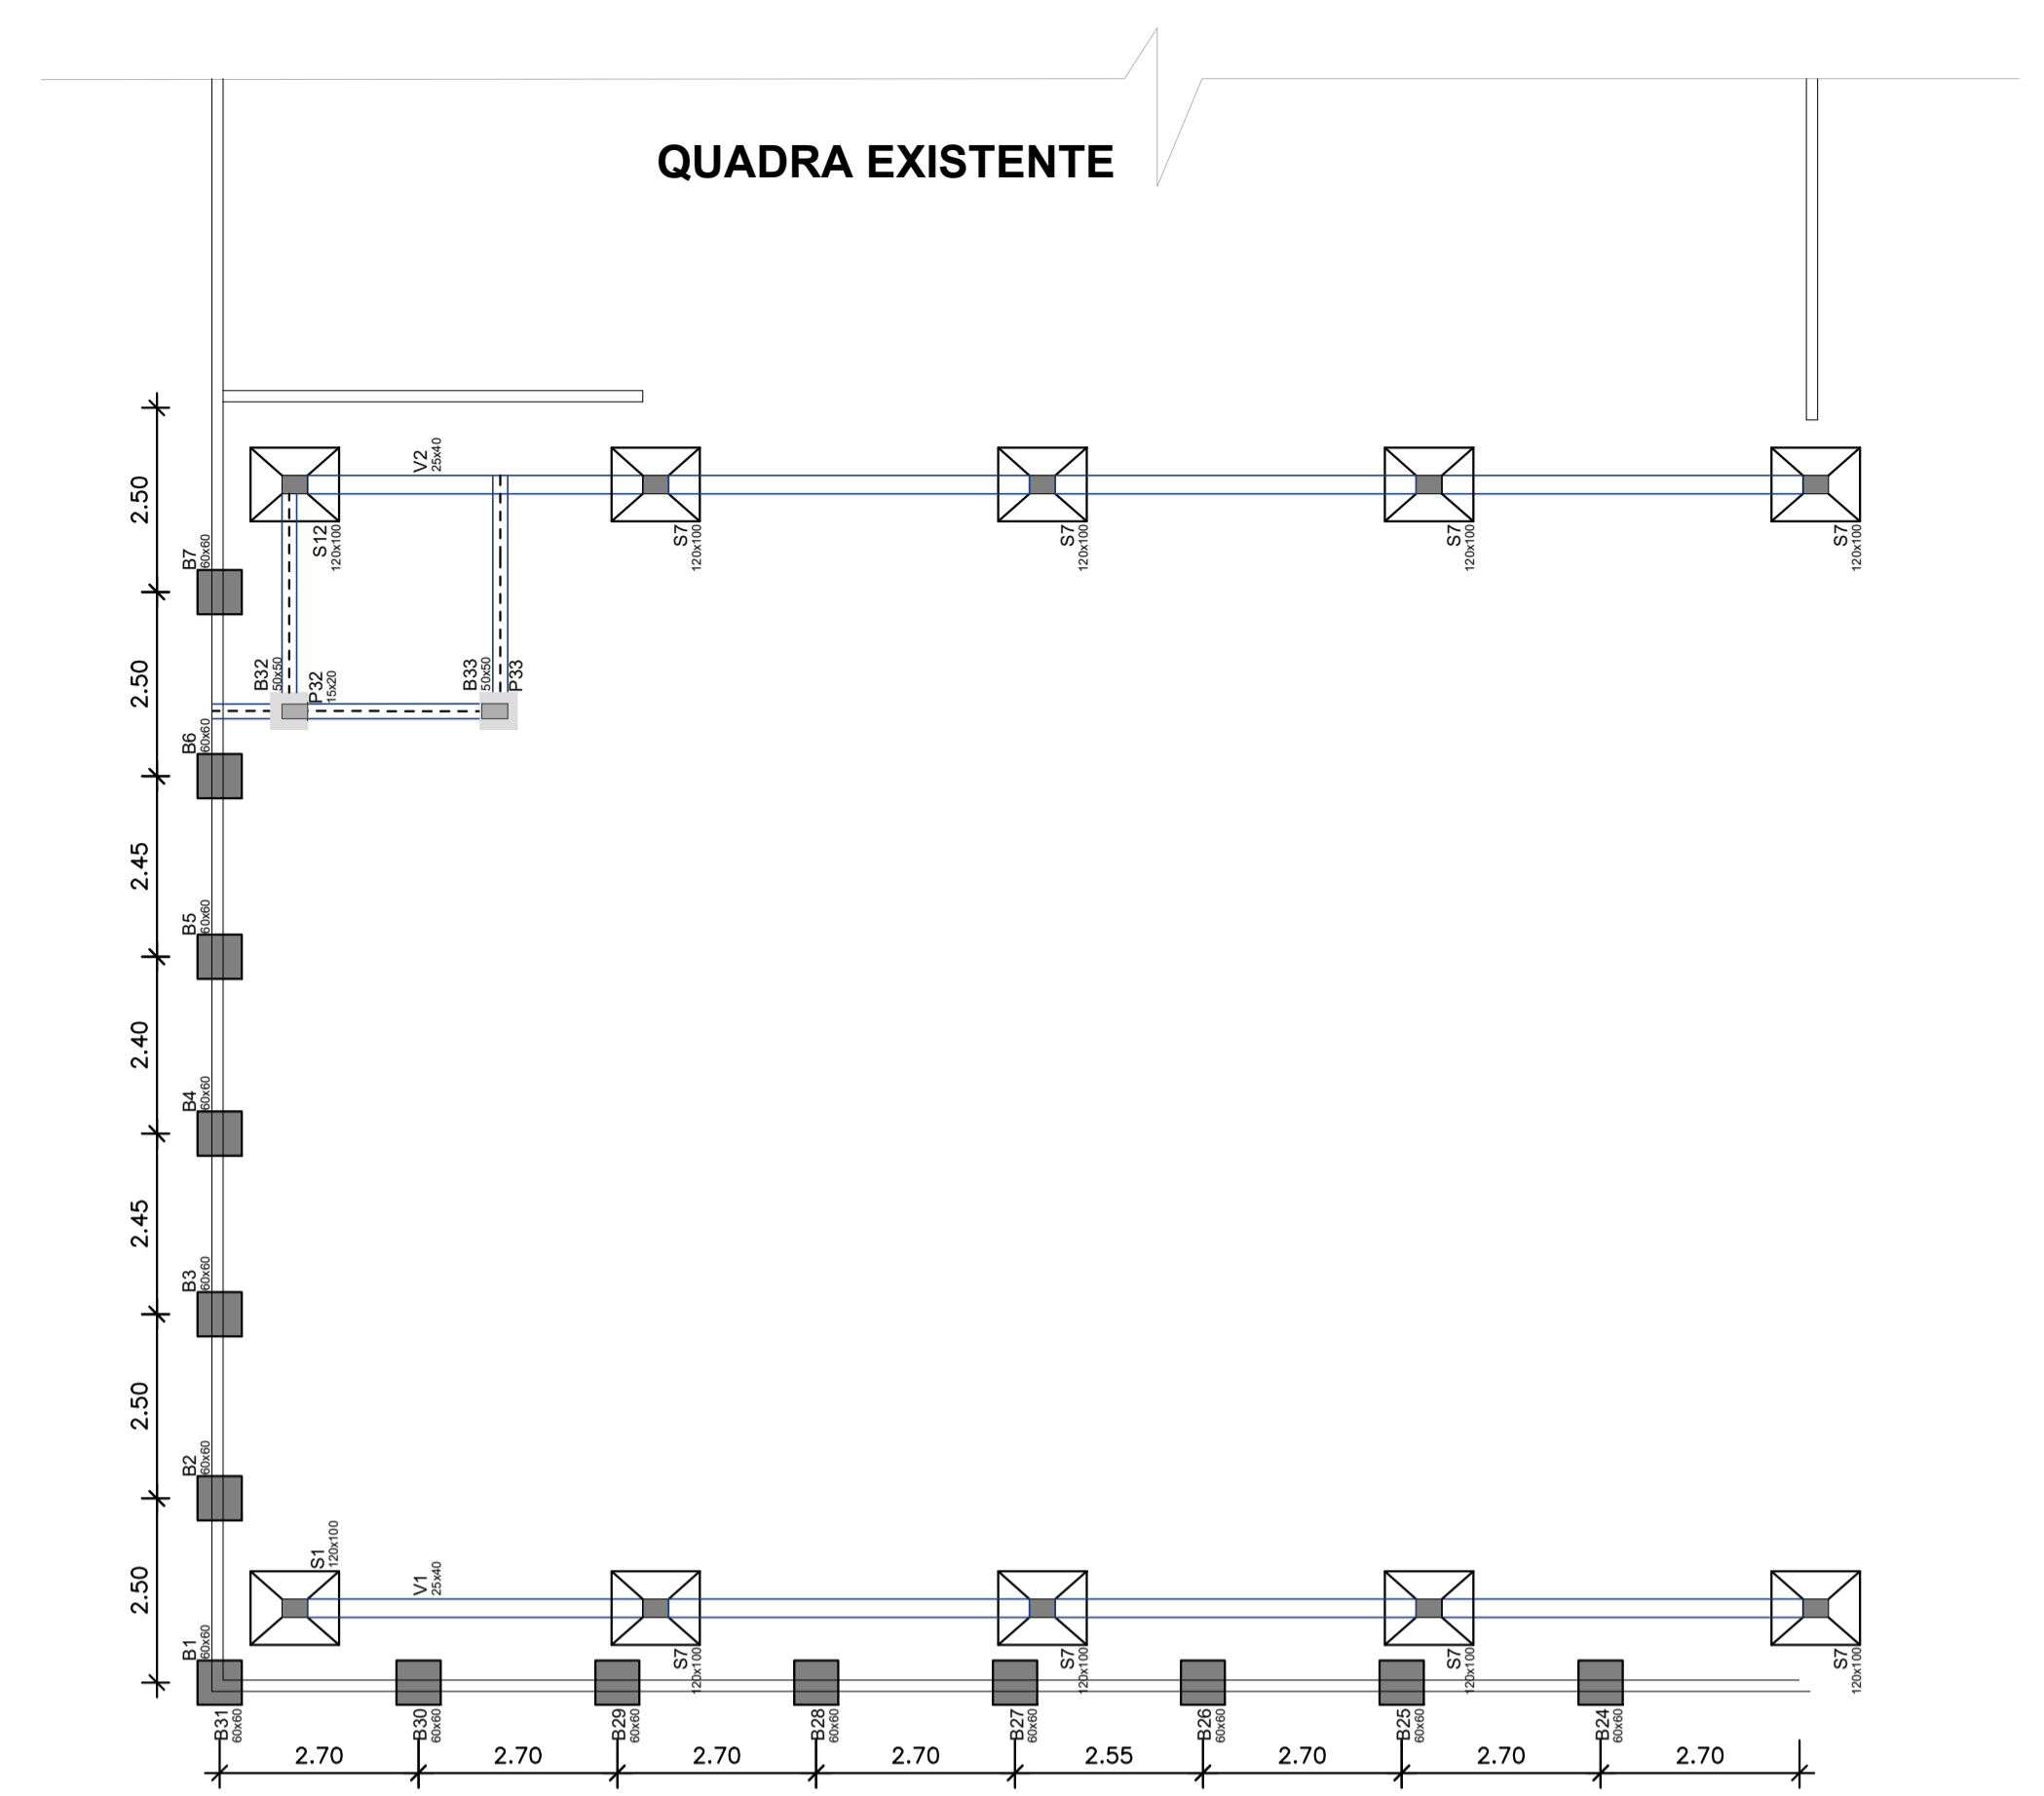 QUADRA EXISTENTE
2.50
V2
25x40
S12
120x100
S7
120x100
S7
120x100
S7
120x100
S7
120x100
B7
60x60
2.50
B32
50x50
P32
15x20
B33
50x50
P33
B6
60x60
2.45
B5
60x60
2.40
B4
60x60
2.45
B3
60x60
2.50
B2
60x60
2.50
S1
120x100
V1
25x40
B1
60x60
S7
120x100
S7
120x100
S7
120x100
S7
120x100
B31
60x60
B30
60x60
B29
60x60
B28
60x60
B27
60x60
B26
60x60
B25
60x60
B24
60x60
2.70
2.70
2.70
2.70
2.55
2.70
2.70
2.70